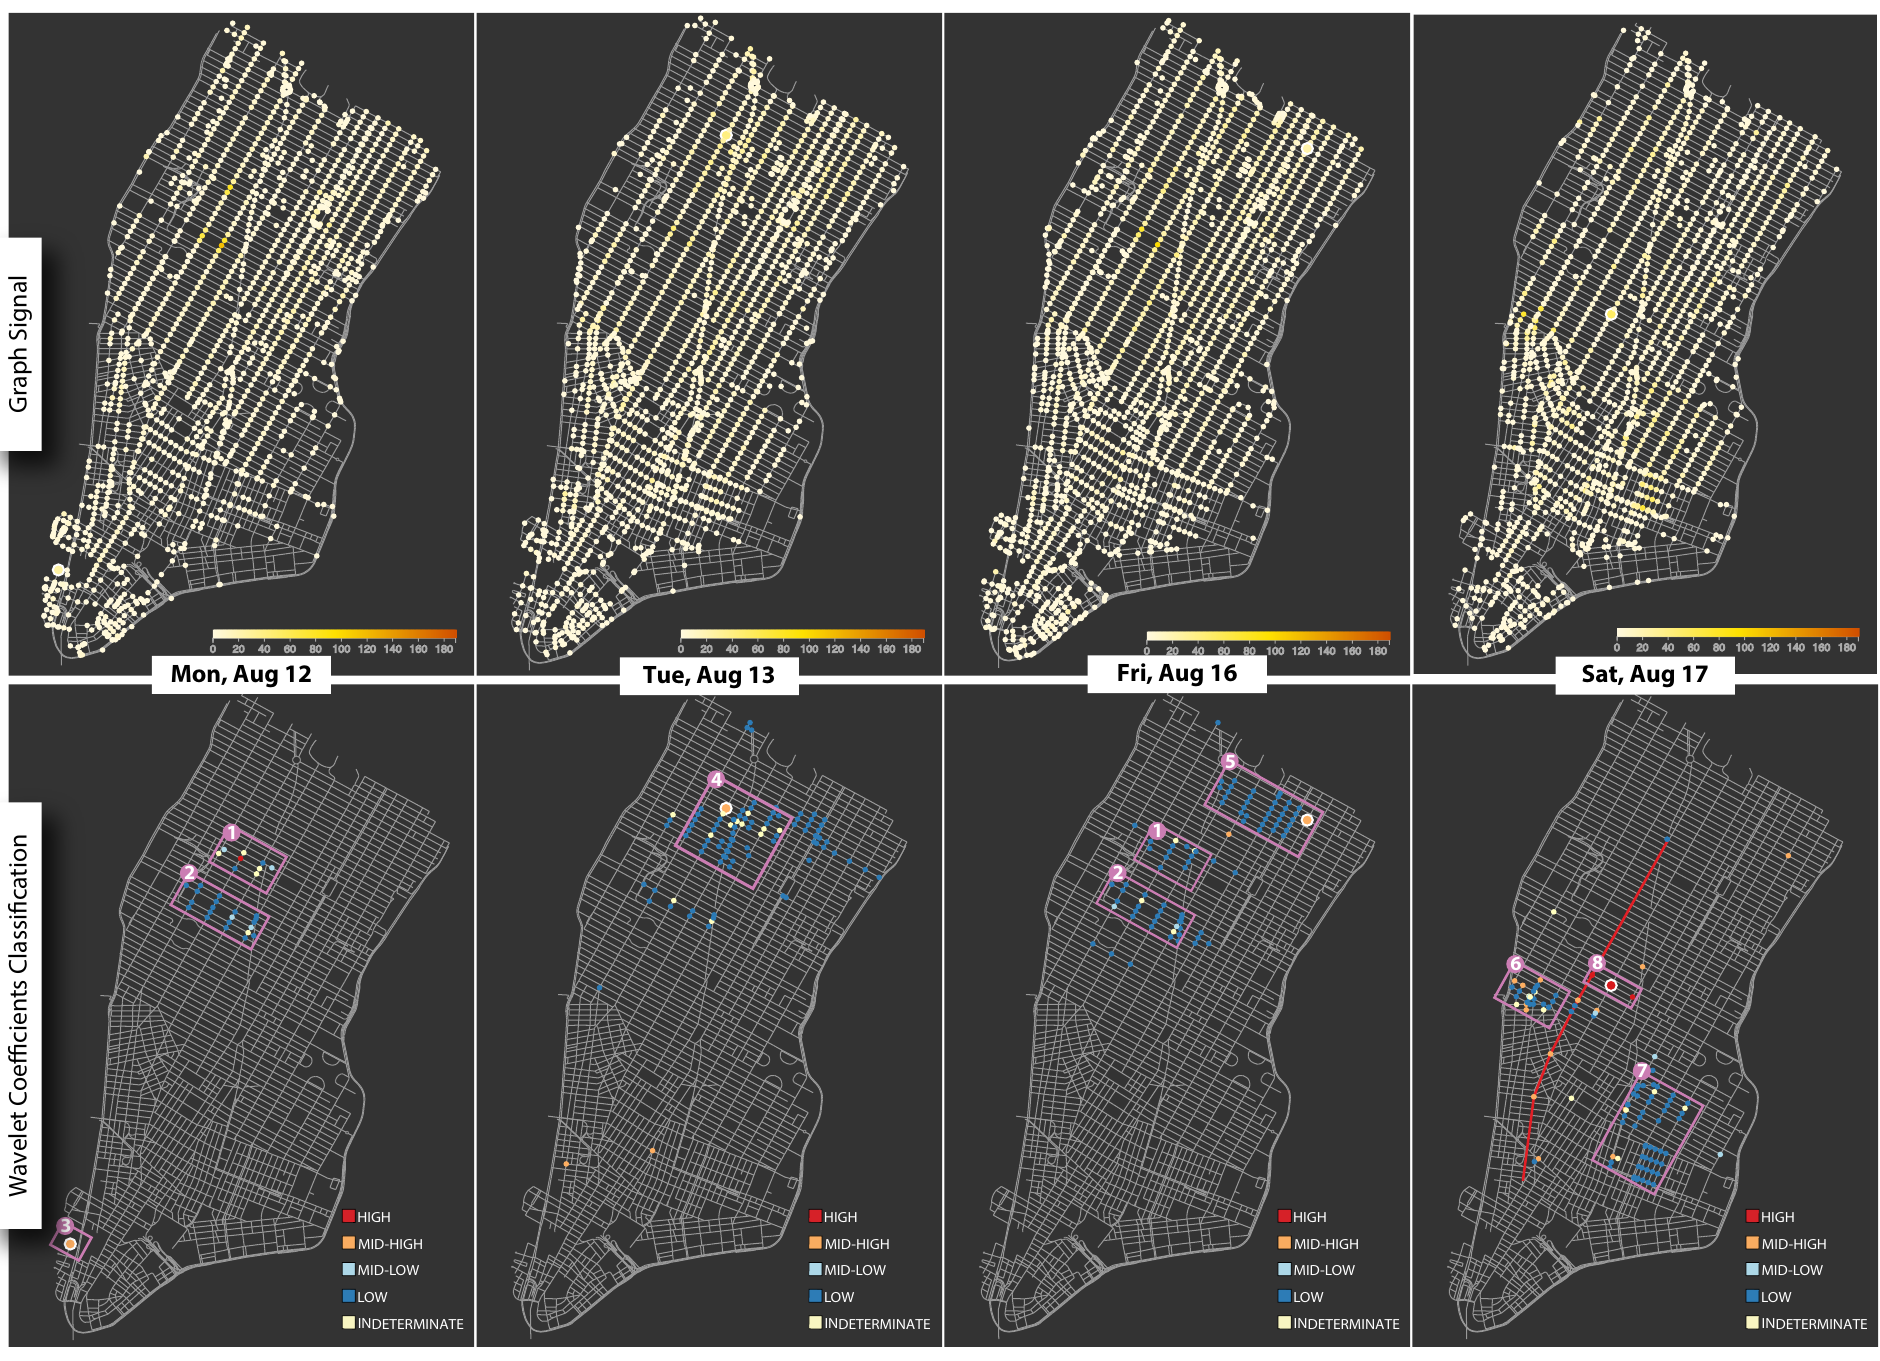 Graph Signal
0 20 40 60 80 100 120 140 160 180
0 20 40 60 80 100 120 140 160 180
0 20 40 60 80 100 120 140 160 180
0 20 40 60 80 100 120 140 160 180
Mon, Aug 12
Tue, Aug 13
Fri, Aug 16
Sat, Aug 17
Wavelet Coefficients Classification
1
2
3
HIGH
MID-HIGH
MID-LOW
LOW
INDETERMINATE
4
HIGH
MID-HIGH
MID-LOW
LOW
INDETERMINATE
5
1
2
HIGH
MID-HIGH
MID-LOW
LOW
INDETERMINATE
6
8
7
HIGH
MID-HIGH
MID-LOW
LOW
INDETERMINATE